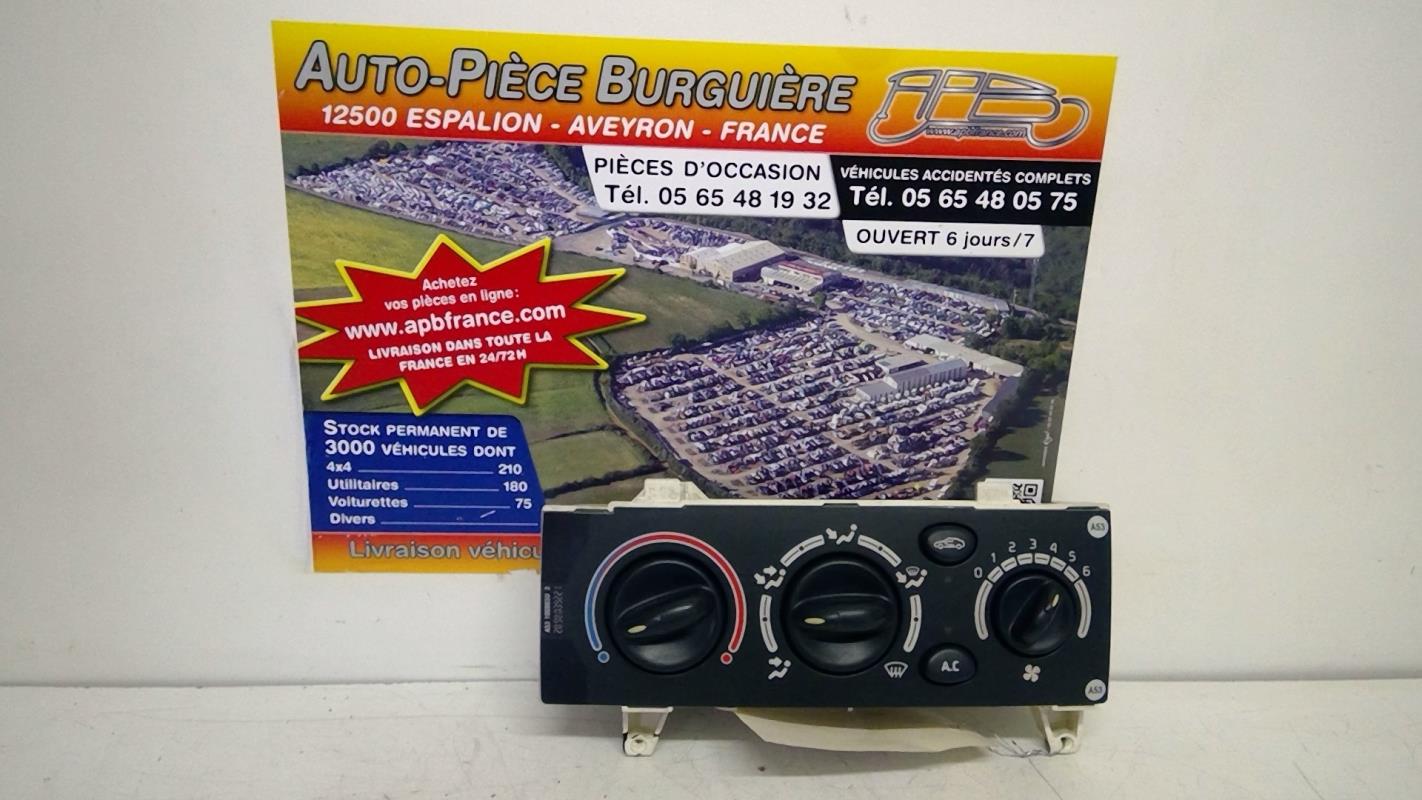 AUTO-PIÈCE BURGUIÈRE
12500 ESPALION - AVEYRON - FRANCE
APB
www.apbfrance.com
PIÈCES D'OCCASION
Tél. 05 65 48 19 32
VÉHICULES ACCIDENTÉS COMPLETS
Tél. 05 65 48 05 75
OUVERT 6 jours/7
Achetez
vos pièces en ligne:
www.apbfrance.com
LIVRAISON DANS TOUTE LA
FRANCE EN 24/72H
STOCK PERMANENT DE
3000 VÉHICULES DONT
4x4 210
Utilitaires 180
Voiturettes 75
Divers
Livraison véhicu
A53
0 1 2 3 4 5 6
A.C
A53